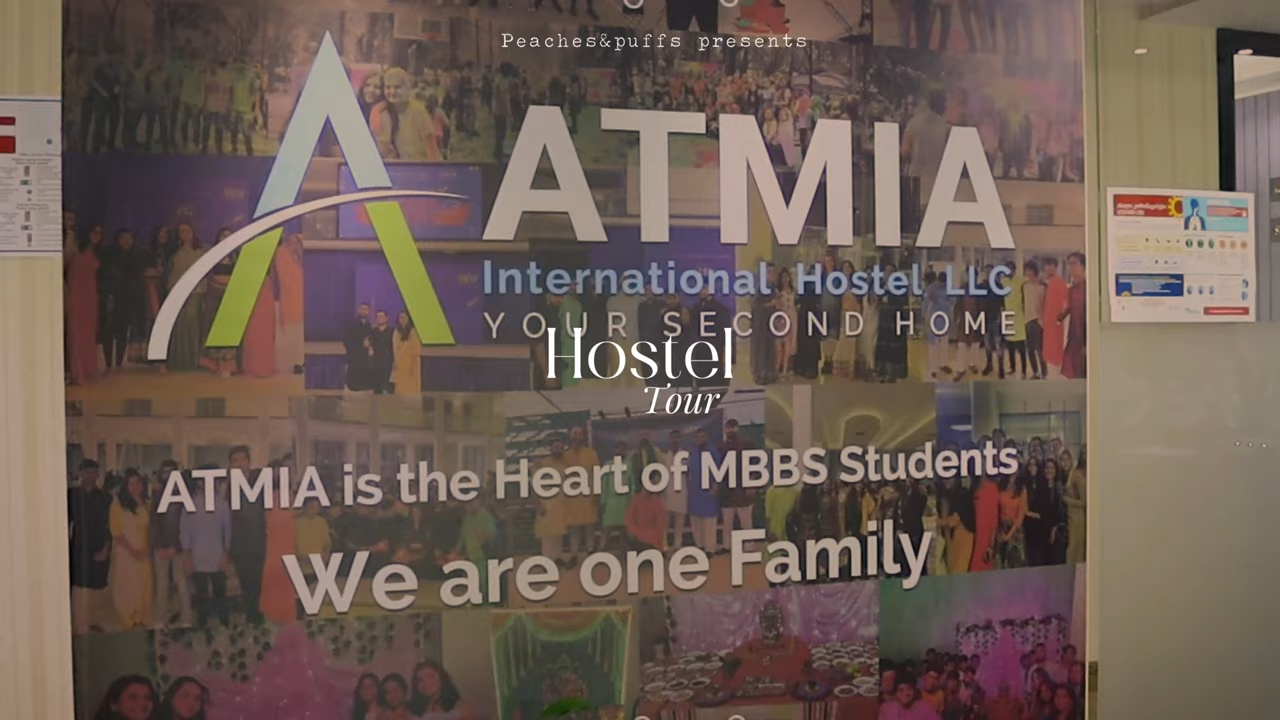 Peaches&puffs presents
ATMIA
International Hostel LLC
YOUR SECOND HOME
Hostel
Tour
ATMIA is the Heart of MBBS Students
We are one Family